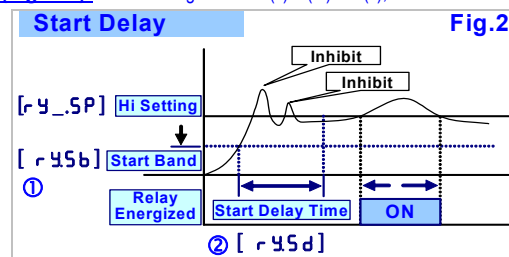 Start Delay Fig.2
Inhibit
Inhibit
[rY_.SP] Hi Setting
[ rY.Sb] Start Band
①
Relay Energized
Start Delay Time
ON
② [ rY.Sd]